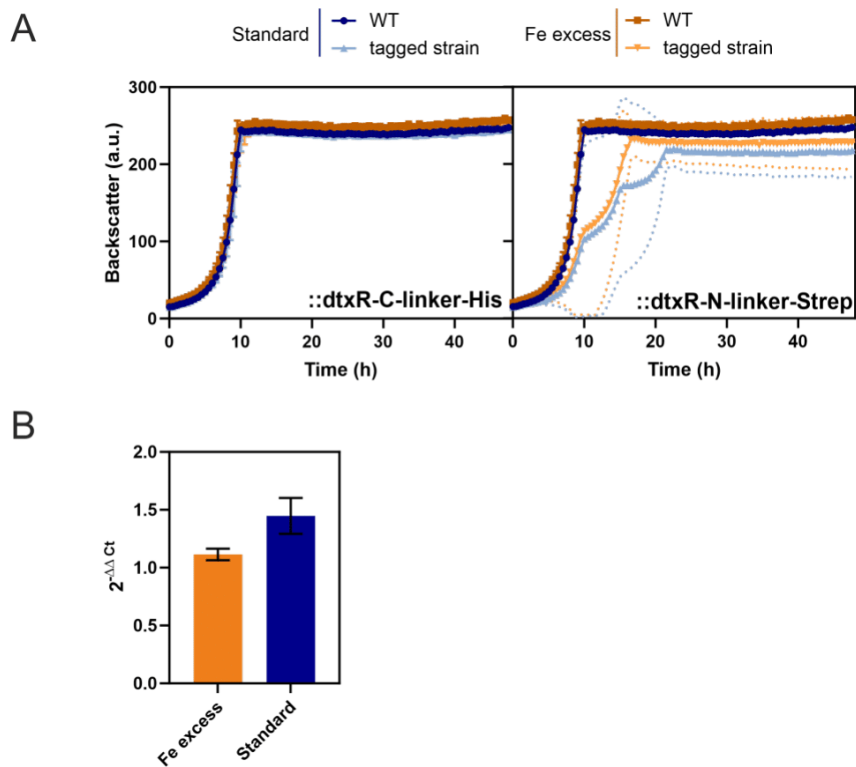 A
Standard
WT
tagged strain
Fe excess
WT
tagged strain
Backscatter (a.u.)
300
200
100
0
::dtxR-C-linker-His
::dtxR-N-linker-Strep
0 10 20 30 40
0 10 20 30 40
Time (h)
Time (h)
B
2^-ΔΔ Ct
2.0
1.5
1.0
0.5
0.0
Fe excess
Standard